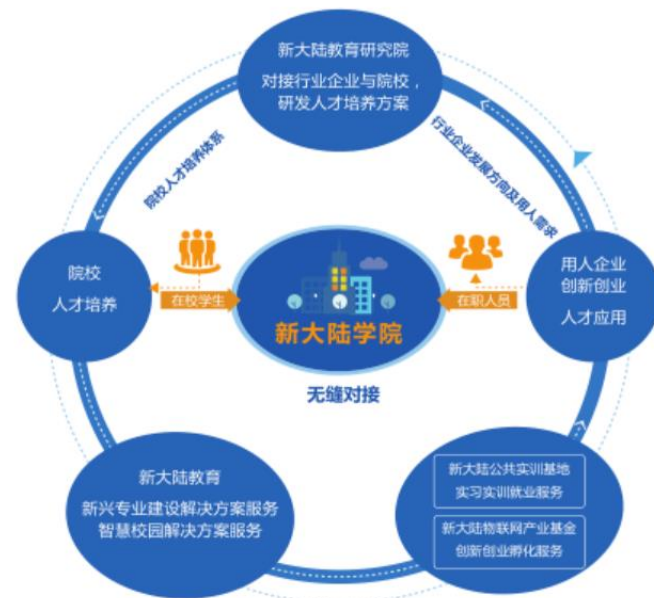 新大陆教育研究院
对接行业企业与院校，
研发人才培养方案
院校人才培养体系
行业企业发展方向及用人需求
院校
人才培养
在校学生
新大陆学院
在职人员
用人企业
创新创业
人才应用
无缝对接
新大陆教育
新兴专业建设解决方案服务
智慧校园解决方案服务
新大陆公共实训基地
实习实训就业服务
新大陆物联网产业基金
创新创业孵化服务